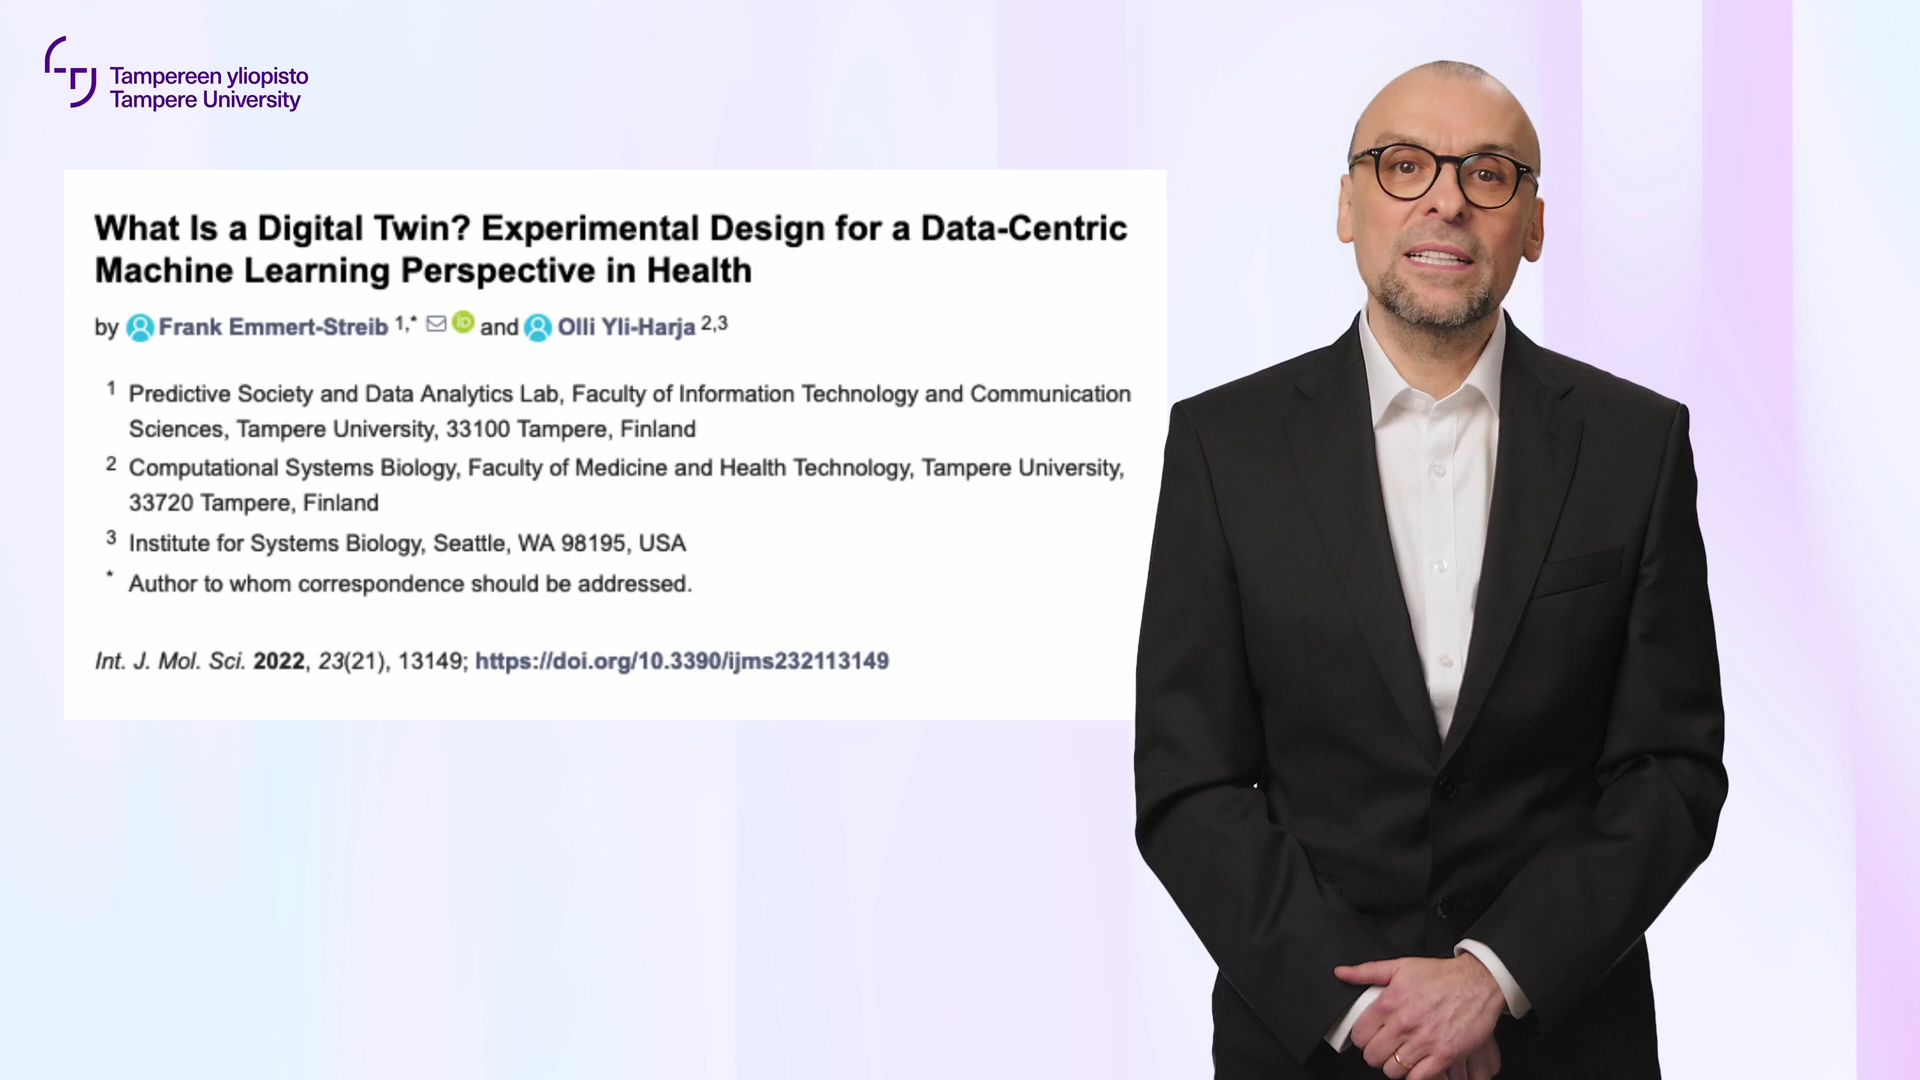 Tampereen yliopisto
Tampere University
What Is a Digital Twin? Experimental Design for a Data-Centric
Machine Learning Perspective in Health
by Frank Emmert-Streib 1,* iD and Olli Yli-Harja 2,3
1 Predictive Society and Data Analytics Lab, Faculty of Information Technology and Communication
Sciences, Tampere University, 33100 Tampere, Finland
2 Computational Systems Biology, Faculty of Medicine and Health Technology, Tampere University,
33720 Tampere, Finland
3 Institute for Systems Biology, Seattle, WA 98195, USA
* Author to whom correspondence should be addressed.
Int. J. Mol. Sci. 2022, 23(21), 13149; https://doi.org/10.3390/ijms232113149